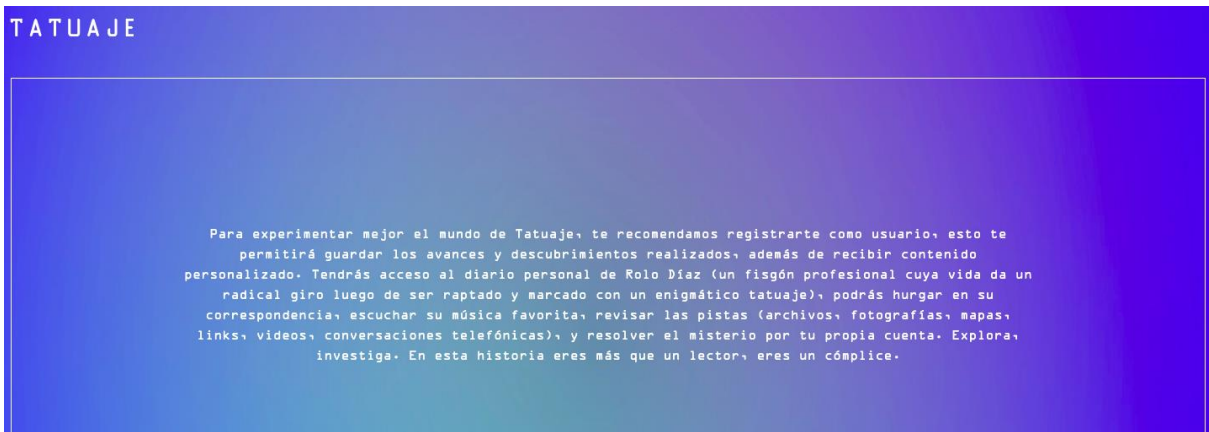 TATUAJE
Para experimentar mejor el mundo de Tatuaje, te recomendamos registrarte como usuario, esto te
permitirá guardar los avances y descubrimientos realizados, además de recibir contenido
personalizado. Tendrás acceso al diario personal de Rolo Díaz (un fisgón profesional cuya vida da un
radical giro luego de ser raptado y marcado con un enigmático tatuaje), podrás hurgar en su
correspondencia, escuchar su música favorita, revisar las pistas (archivos, fotografías, mapas,
links, videos, conversaciones telefónicas), y resolver el misterio por tu propia cuenta. Explora,
investiga. En esta historia eres más que un lector, eres un cómplice.